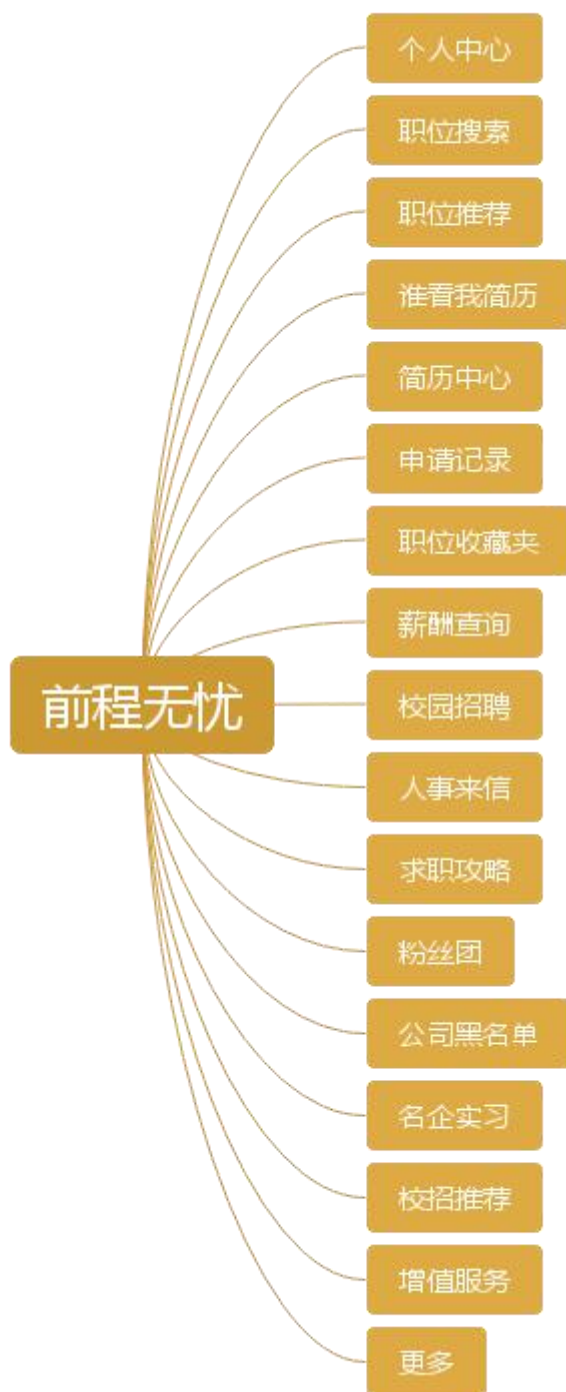 个人中心
职位搜索
职位推荐
谁看我简历
简历中心
申请记录
职位收藏夹
薪酬查询
前程无忧
校园招聘
人事来信
求职攻略
粉丝团
公司黑名单
名企实习
校招推荐
增值服务
更多